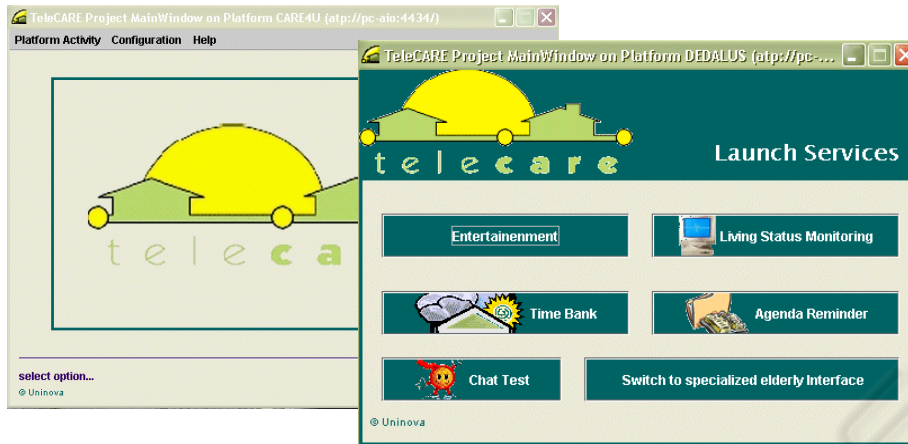 TeleCARE Project MainWindow on Platform CARE4U (atp://pc-aio:4434/)
Platform Activity Configuration Help
teleca
select option...
© Uninova
TeleCARE Project MainWindow on Platform DEDALUS (atp://pc-...
telecare
Launch Services
Entertainenment
Living Status Monitoring
Time Bank
Agenda Reminder
Chat Test
Switch to specialized elderly Interface
© Uninova